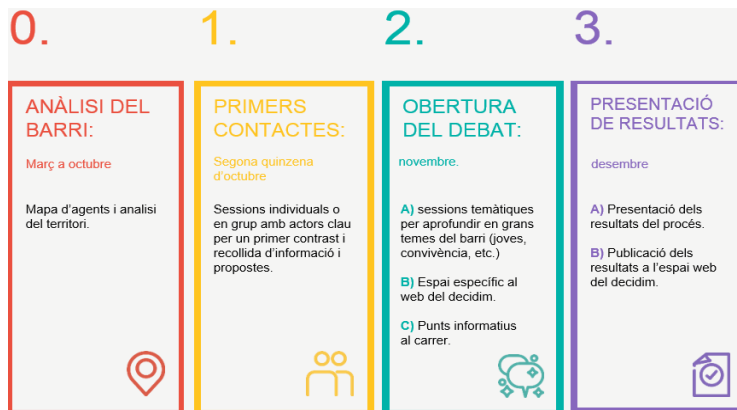 0.
ANÀLISI DEL
BARRI:
Març a octubre
Mapa d'agents i analisi
del territori.
1.
PRIMERS
CONTACTES:
Segona quinzena
d'octubre
Sessions individuals o
en grup amb actors clau
per un primer contrast i
recollida d'informació i
propostes.
2.
OBERTURA
DEL DEBAT:
novembre.
A) sessions temàtiques
per aprofundir en grans
temes del barri (joves,
convivència, etc.)
B) Espai específic al
web del decidim.
C) Punts informatius
al carrer.
3.
PRESENTACIÓ
DE RESULTATS:
desembre
A) Presentació dels
resultats del procés.
B) Publicació dels
resultats a l'espai web
del decidim.